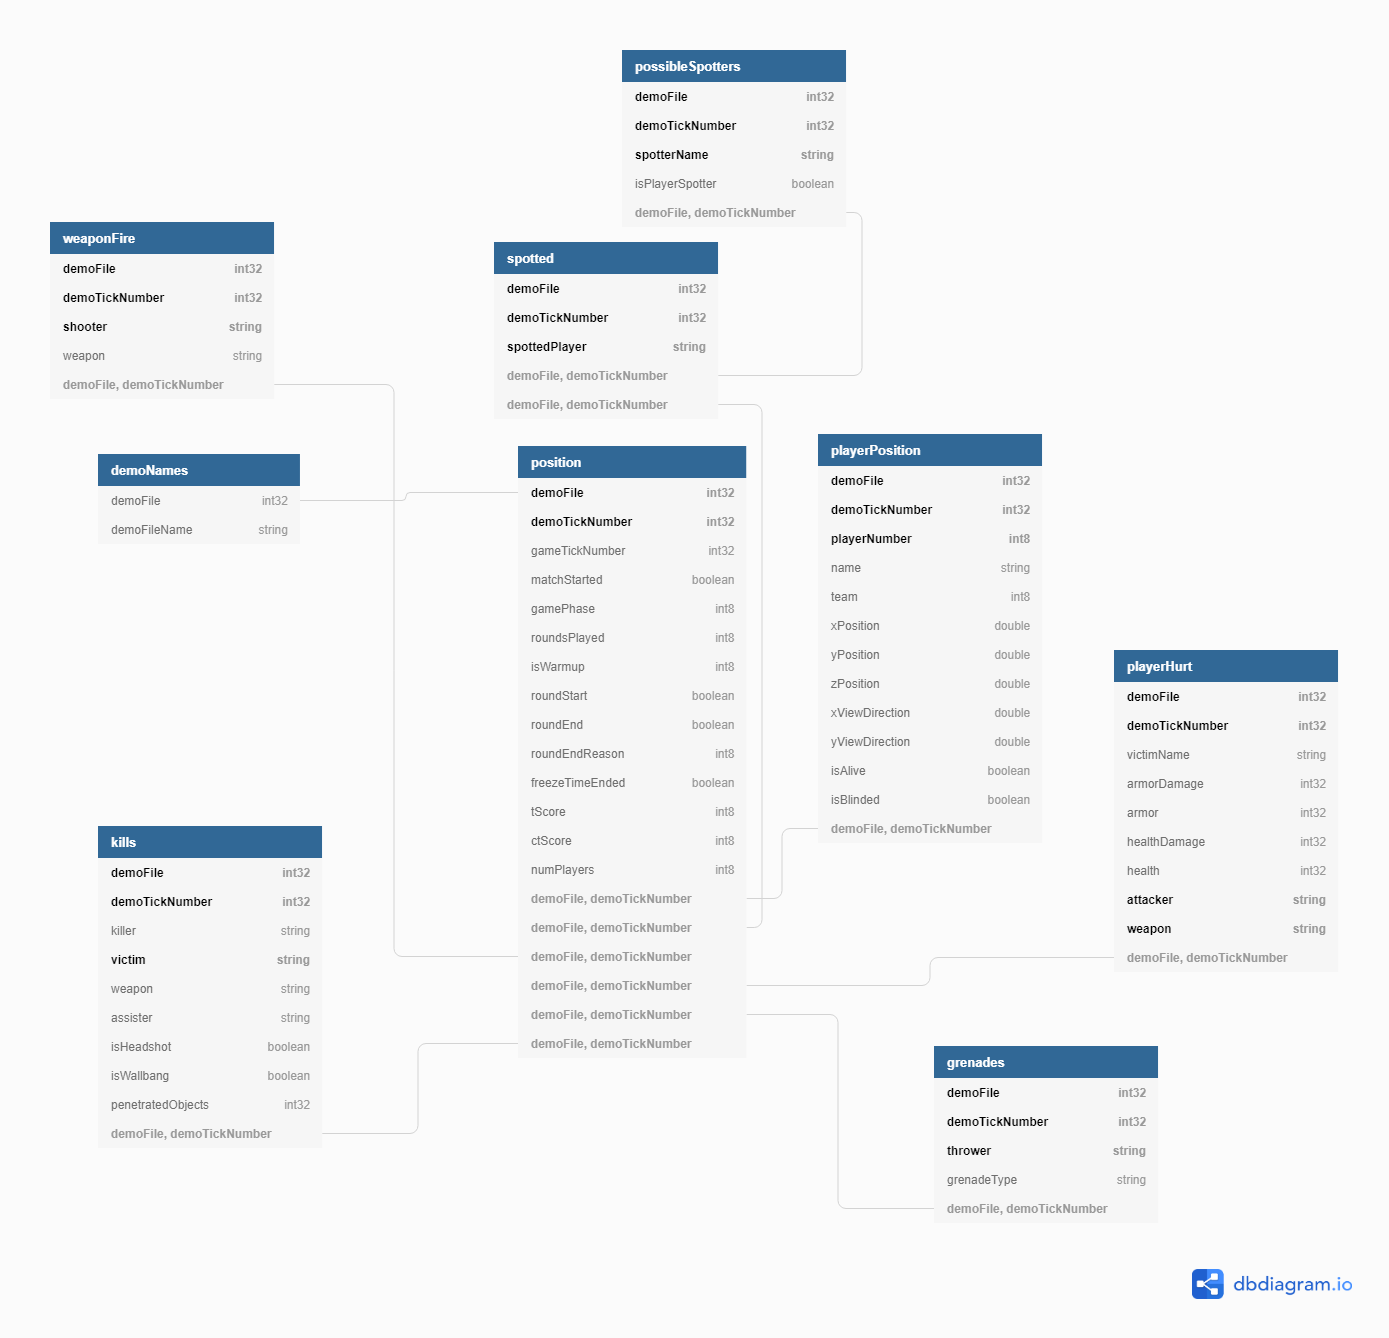 possibleSpotters
demoFile int32
demoTickNumber int32
spotterName string
isPlayerSpotter boolean
demoFile, demoTickNumber
weaponFire
demoFile int32
demoTickNumber int32
shooter string
weapon string
demoFile, demoTickNumber
spotted
demoFile int32
demoTickNumber int32
spottedPlayer string
demoFile, demoTickNumber
demoFile, demoTickNumber
demoNames
demoFile int32
demoFileName string
position
demoFile int32
demoTickNumber int32
gameTickNumber int32
matchStarted boolean
gamePhase int8
roundsPlayed int8
isWarmup int8
roundStart boolean
roundEnd boolean
roundEndReason int8
freezeTimeEnded boolean
tScore int8
ctScore int8
numPlayers int8
demoFile, demoTickNumber
demoFile, demoTickNumber
demoFile, demoTickNumber
demoFile, demoTickNumber
demoFile, demoTickNumber
demoFile, demoTickNumber
playerPosition
demoFile int32
demoTickNumber int32
playerNumber int8
name string
team int8
xPosition double
yPosition double
zPosition double
xViewDirection double
yViewDirection double
isAlive boolean
isBlinded boolean
demoFile, demoTickNumber
playerHurt
demoFile int32
demoTickNumber int32
victimName string
armorDamage int32
armor int32
healthDamage int32
health int32
attacker string
weapon string
demoFile, demoTickNumber
kills
demoFile int32
demoTickNumber int32
killer string
victim string
weapon string
assister string
isHeadshot boolean
isWallbang boolean
penetratedObjects int32
demoFile, demoTickNumber
grenades
demoFile int32
demoTickNumber int32
thrower string
grenadeType string
demoFile, demoTickNumber
dbdiagram.io